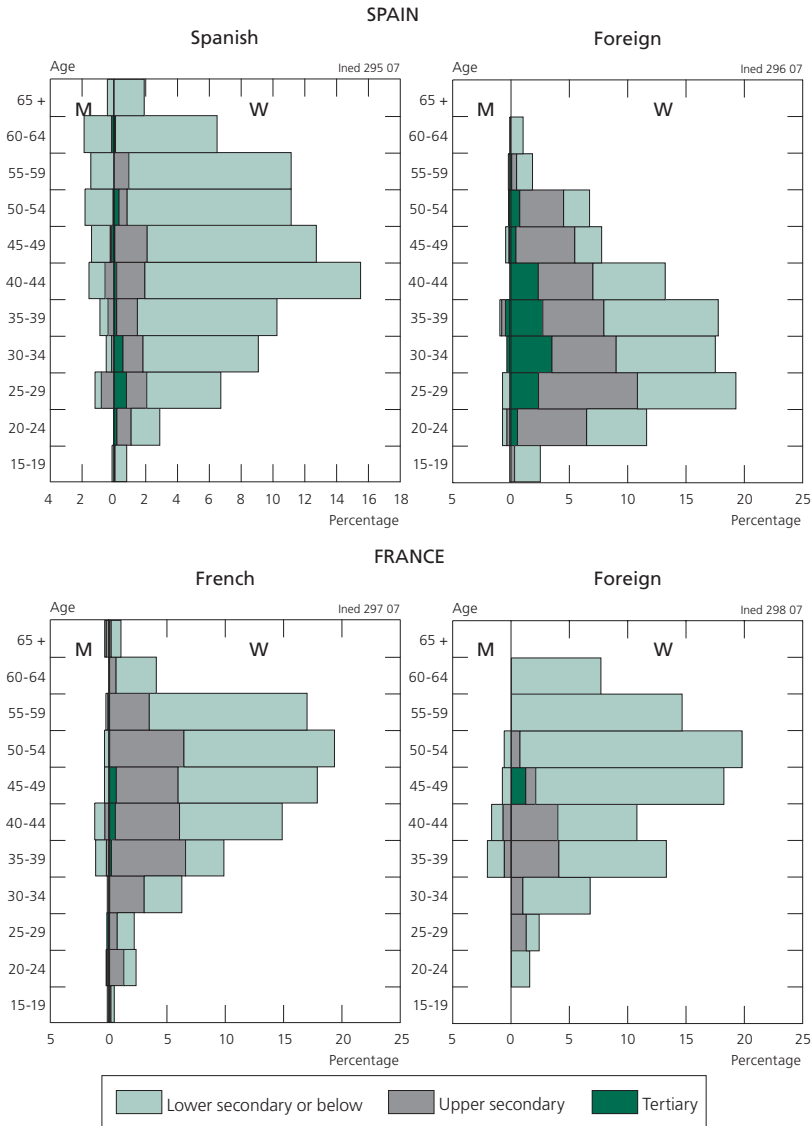 SPAIN
Spanish
Foreign
Age
Ined 295 07
Age
Ined 296 07
M
W
M
W
65 +
60-64
55-59
50-54
45-49
40-44
35-39
30-34
25-29
20-24
15-19
65 +
60-64
55-59
50-54
45-49
40-44
35-39
30-34
25-29
20-24
15-19
4 2 0 2 4 6 8 10 12 14 16 18
5 0 5 10 15 20 25
Percentage
Percentage
FRANCE
French
Foreign
Age
Ined 297 07
Age
Ined 298 07
M
W
M
W
65 +
60-64
55-59
50-54
45-49
40-44
35-39
30-34
25-29
20-24
15-19
65 +
60-64
55-59
50-54
45-49
40-44
35-39
30-34
25-29
20-24
15-19
5 0 5 10 15 20 25
5 0 5 10 15 20 25
Percentage
Percentage
Lower secondary or below
Upper secondary
Tertiary